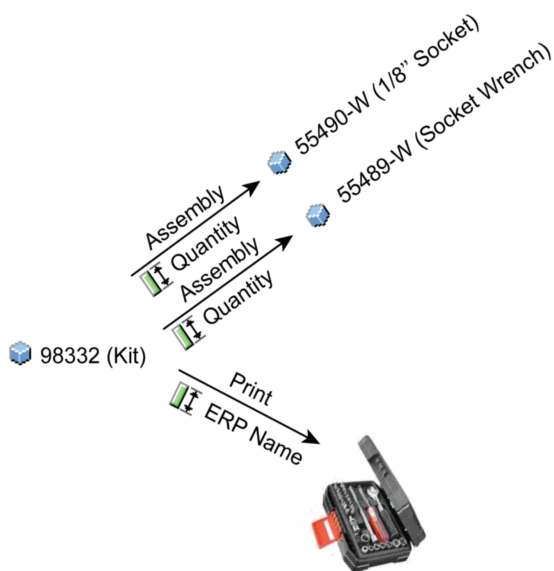 55490-W (1/8” Socket)
55489-W (Socket Wrench)
Assembly
Quantity
Assembly
Quantity
98332 (Kit)
Print
ERP Name